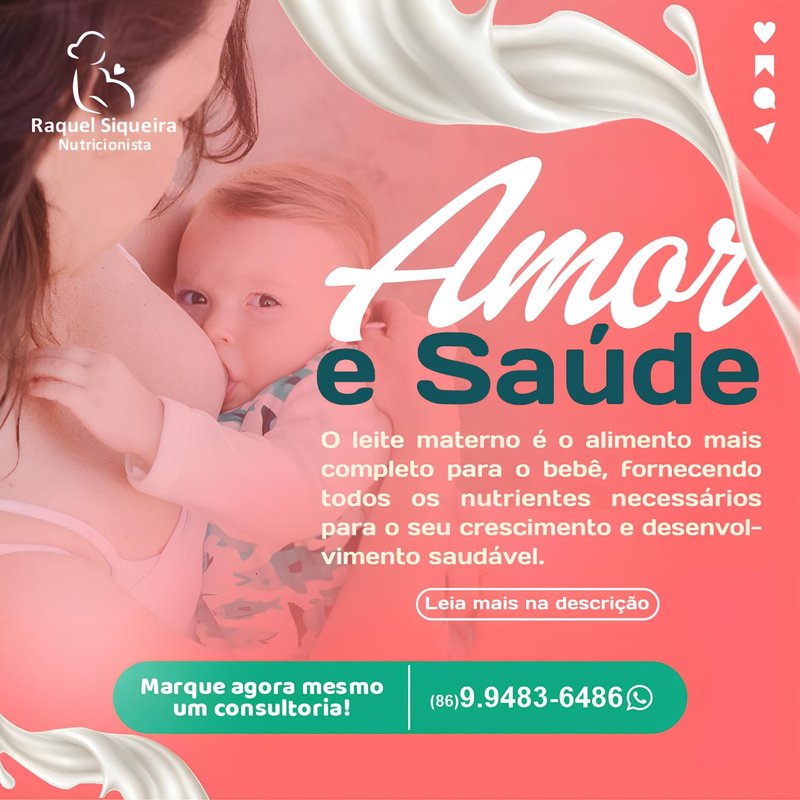 Raquel Siqueira
Nutricionista
Amor
e Saúde
O leite materno é o alimento mais
completo para o bebê, fornecendo
todos os nutrientes necessários
para o seu crescimento e desenvol-
vimento saudável.
Leia mais na descrição
Marque agora mesmo
um consultoria!
(86)9.9483-6486